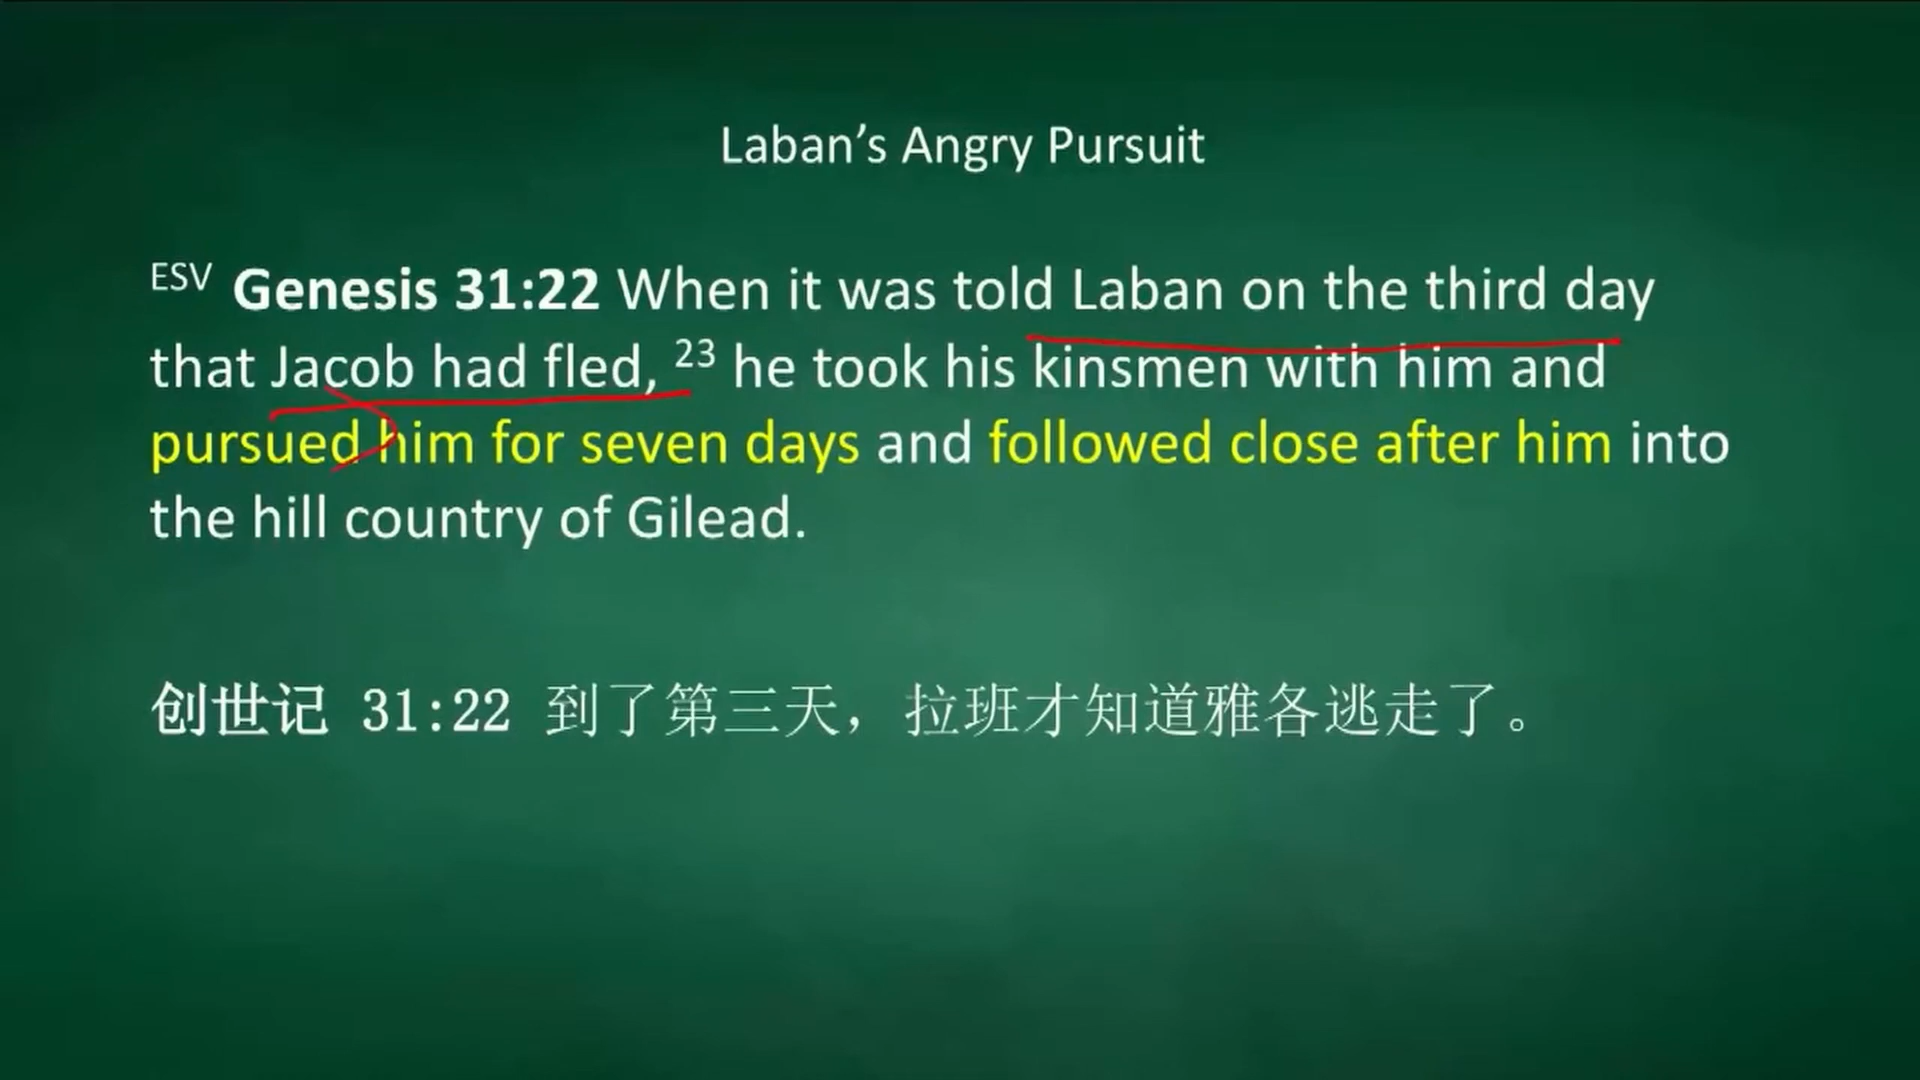 Laban’s Angry Pursuit
ESV Genesis 31:22 When it was told Laban on the third day
that Jacob had fled, 23 he took his kinsmen with him and
pursued him for seven days and followed close after him into
the hill country of Gilead.
创世记 31:22 到了第三天，拉班才知道雅各逃走了。